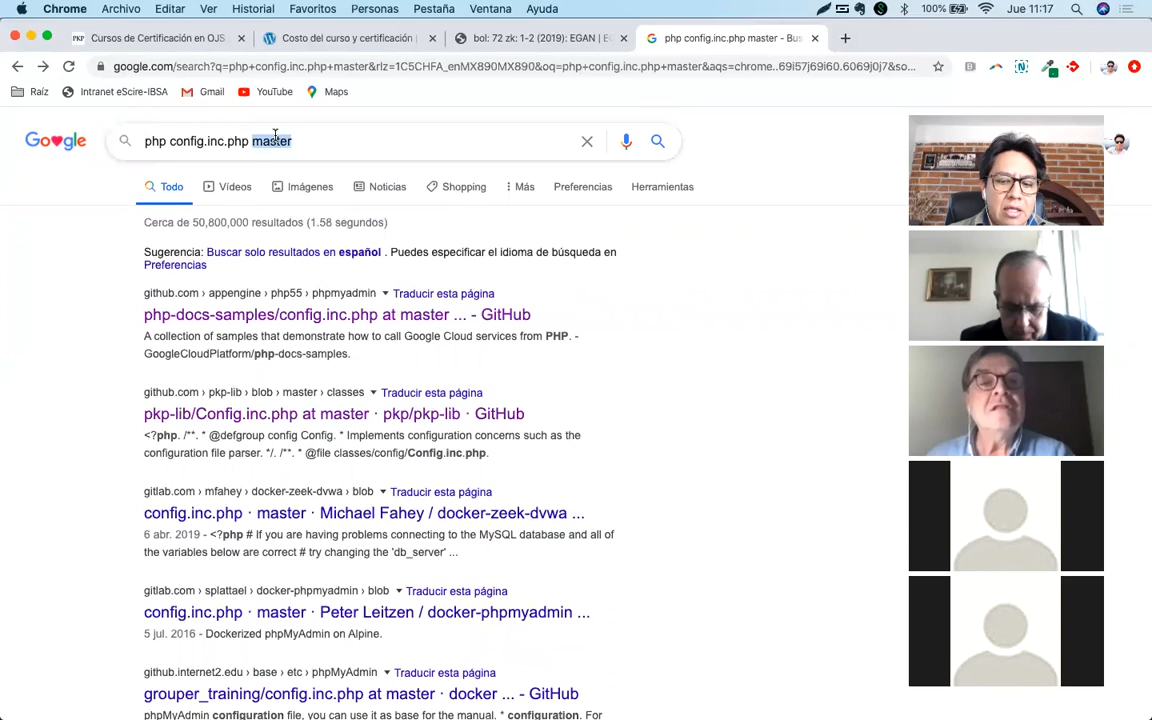 Chrome Archivo Editar Ver Historial Favoritos Personas Pestaña Ventana Ayuda 100% Jue 11:17
PKP Cursos de Certificación en OJS
Costo del curso y certificación
bol: 72 zk: 1-2 (2019): EGAN | E
php config.inc.php master - Bus
google.com/search?q=php+config.inc.php+master&rlz=1C5CHFA_enMX890MX890&oq=php+config.inc.php+master&aqs=chrome..69i57j69i60.6069j0j7&so...
Raíz Intranet eScire-IBSA Gmail YouTube Maps
Google
php config.inc.php master
Todo Vídeos Imágenes Noticias Shopping Más Preferencias Herramientas
Cerca de 50,800,000 resultados (1.58 segundos)
Sugerencia: Buscar solo resultados en español . Puedes especificar el idioma de búsqueda en
Preferencias
github.com › appengine › php55 › phpmyadmin Traducir esta página
php-docs-samples/config.inc.php at master ... - GitHub
A collection of samples that demonstrate how to call Google Cloud services from PHP. -
GoogleCloudPlatform/php-docs-samples.
github.com › pkp-lib › blob › master › classes Traducir esta página
pkp-lib/Config.inc.php at master · pkp/pkp-lib · GitHub
<?php. /**. * @defgroup config Config. * Implements configuration concerns such as the
configuration file parser. */. /**. * @file classes/config/Config.inc.php.
gitlab.com › mfahey › docker-zeek-dvwa › blob Traducir esta página
config.inc.php · master · Michael Fahey / docker-zeek-dvwa ...
6 abr. 2019 - <?php # If you are having problems connecting to the MySQL database and all of
the variables below are correct # try changing the 'db_server' ...
gitlab.com › splattael › docker-phpmyadmin › blob Traducir esta página
config.inc.php · master · Peter Leitzen / docker-phpmyadmin ...
5 jul. 2016 - Dockerized phpMyAdmin on Alpine.
github.internet2.edu › base › etc › phpMyAdmin Traducir esta página
grouper_training/config.inc.php at master · docker ... - GitHub
phpMyAdmin configuration file, you can use it as base for the manual. * configuration. For